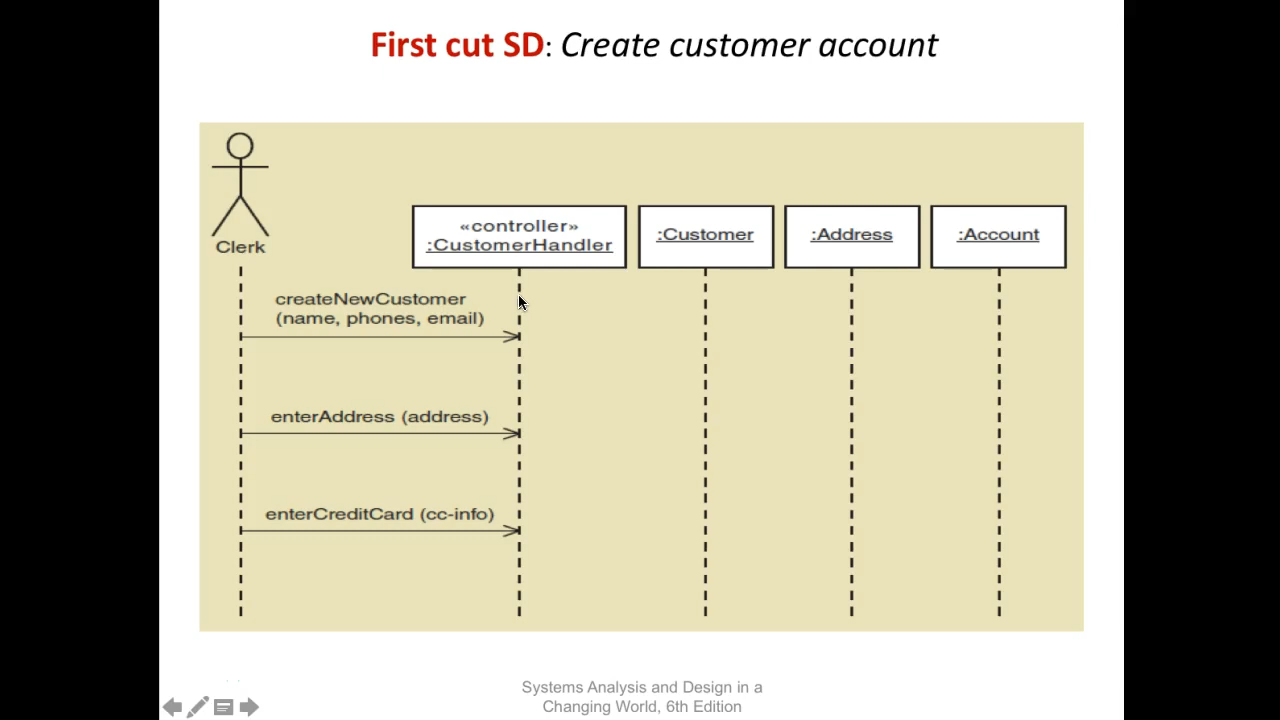 First cut SD: Create customer account
Clerk
«controller»
:CustomerHandler
:Customer
:Address
:Account
createNewCustomer
(name, phones, email)
enterAddress (address)
enterCreditCard (cc-info)
Systems Analysis and Design in a
Changing World, 6th Edition